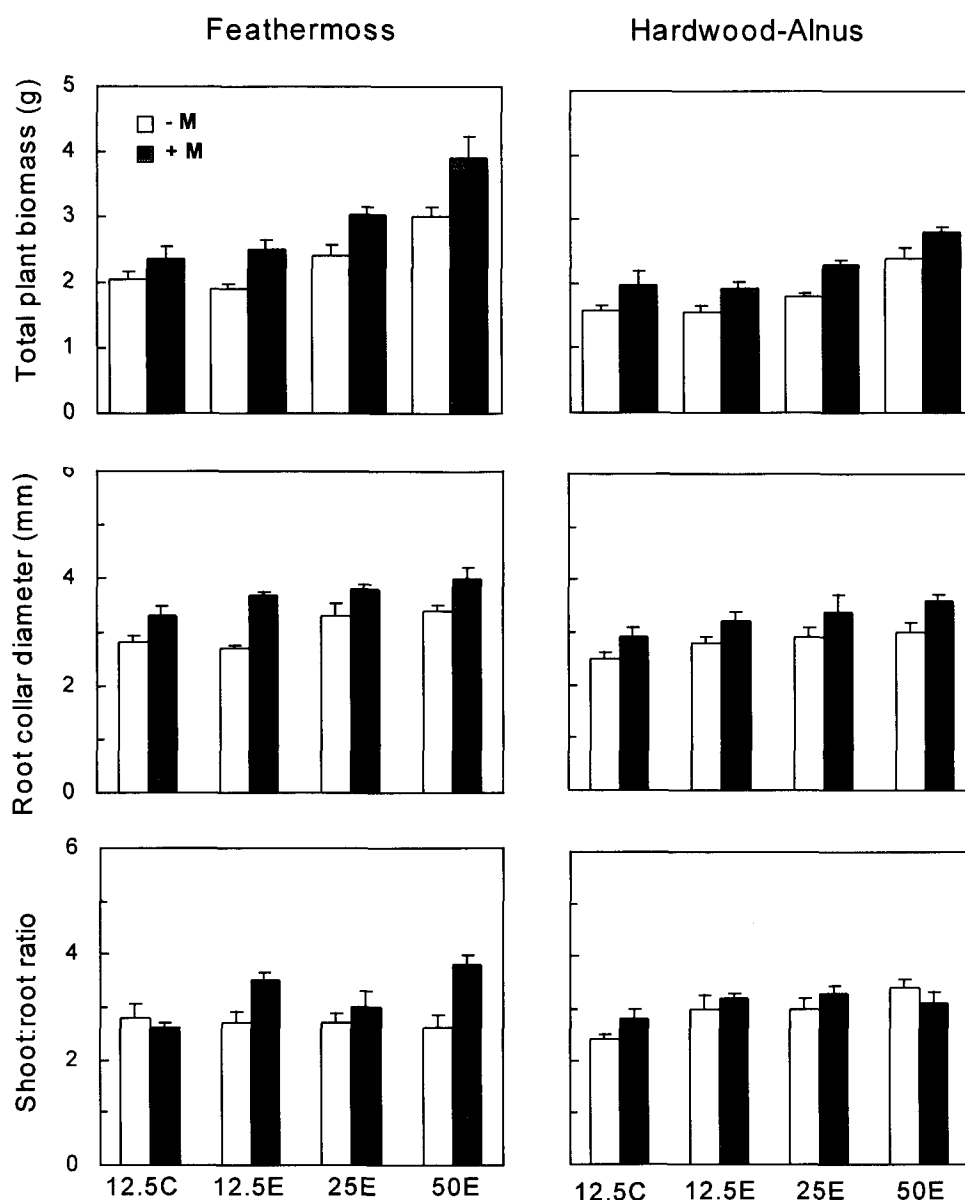 Feathermoss
Hardwood-Alnus
Total plant biomass (g)
5
4
3
2
1
0
- M
+ M
Root collar diameter (mm)
6
4
2
0
Shoot:root ratio
6
4
2
0
12.5C 12.5E 25E 50E
12.5C 12.5E 25E 50E